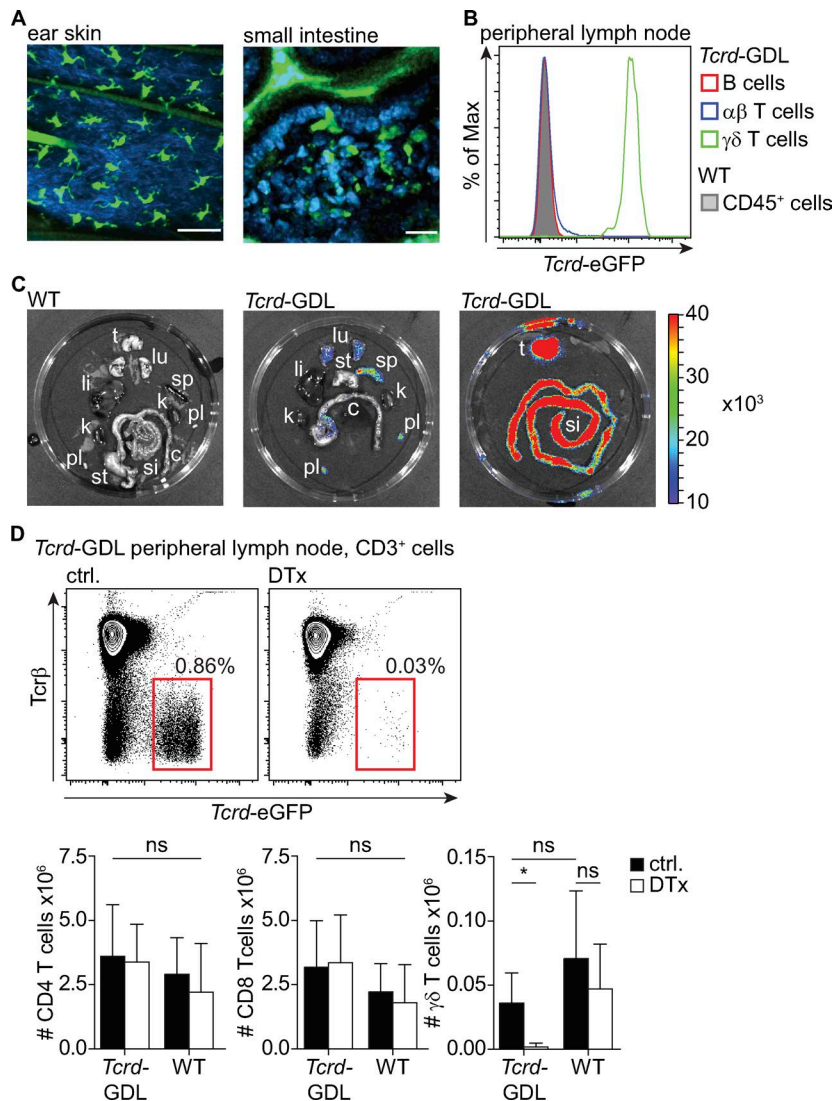 A
ear skin
small intestine
B
peripheral lymph node
% of Max
Tcrd-eGFP
Tcrd-GDL
B cells
αβ T cells
γδ T cells
WT
CD45⁺ cells
C
WT
t
lu
li
sp
k
k
pl
pl
st
si
c
Tcrd-GDL
lu
st
sp
li
k
k
c
pl
pl
Tcrd-GDL
t
si
40
30
20
10
x10³
D
Tcrd-GDL peripheral lymph node, CD3⁺ cells
ctrl.
DTx
0.86%
0.03%
Tcrβ
Tcrd-eGFP
# CD4 T cells x10⁶
7.5
5.0
2.5
0.0
ns
Tcrd-
GDL
WT
# CD8 Tcells x10⁶
7.5
5.0
2.5
0.0
ns
Tcrd-
GDL
WT
# γδ T cells x10⁶
0.15
0.10
0.05
0.00
ns
*
ns
Tcrd-
GDL
WT
ctrl.
DTx